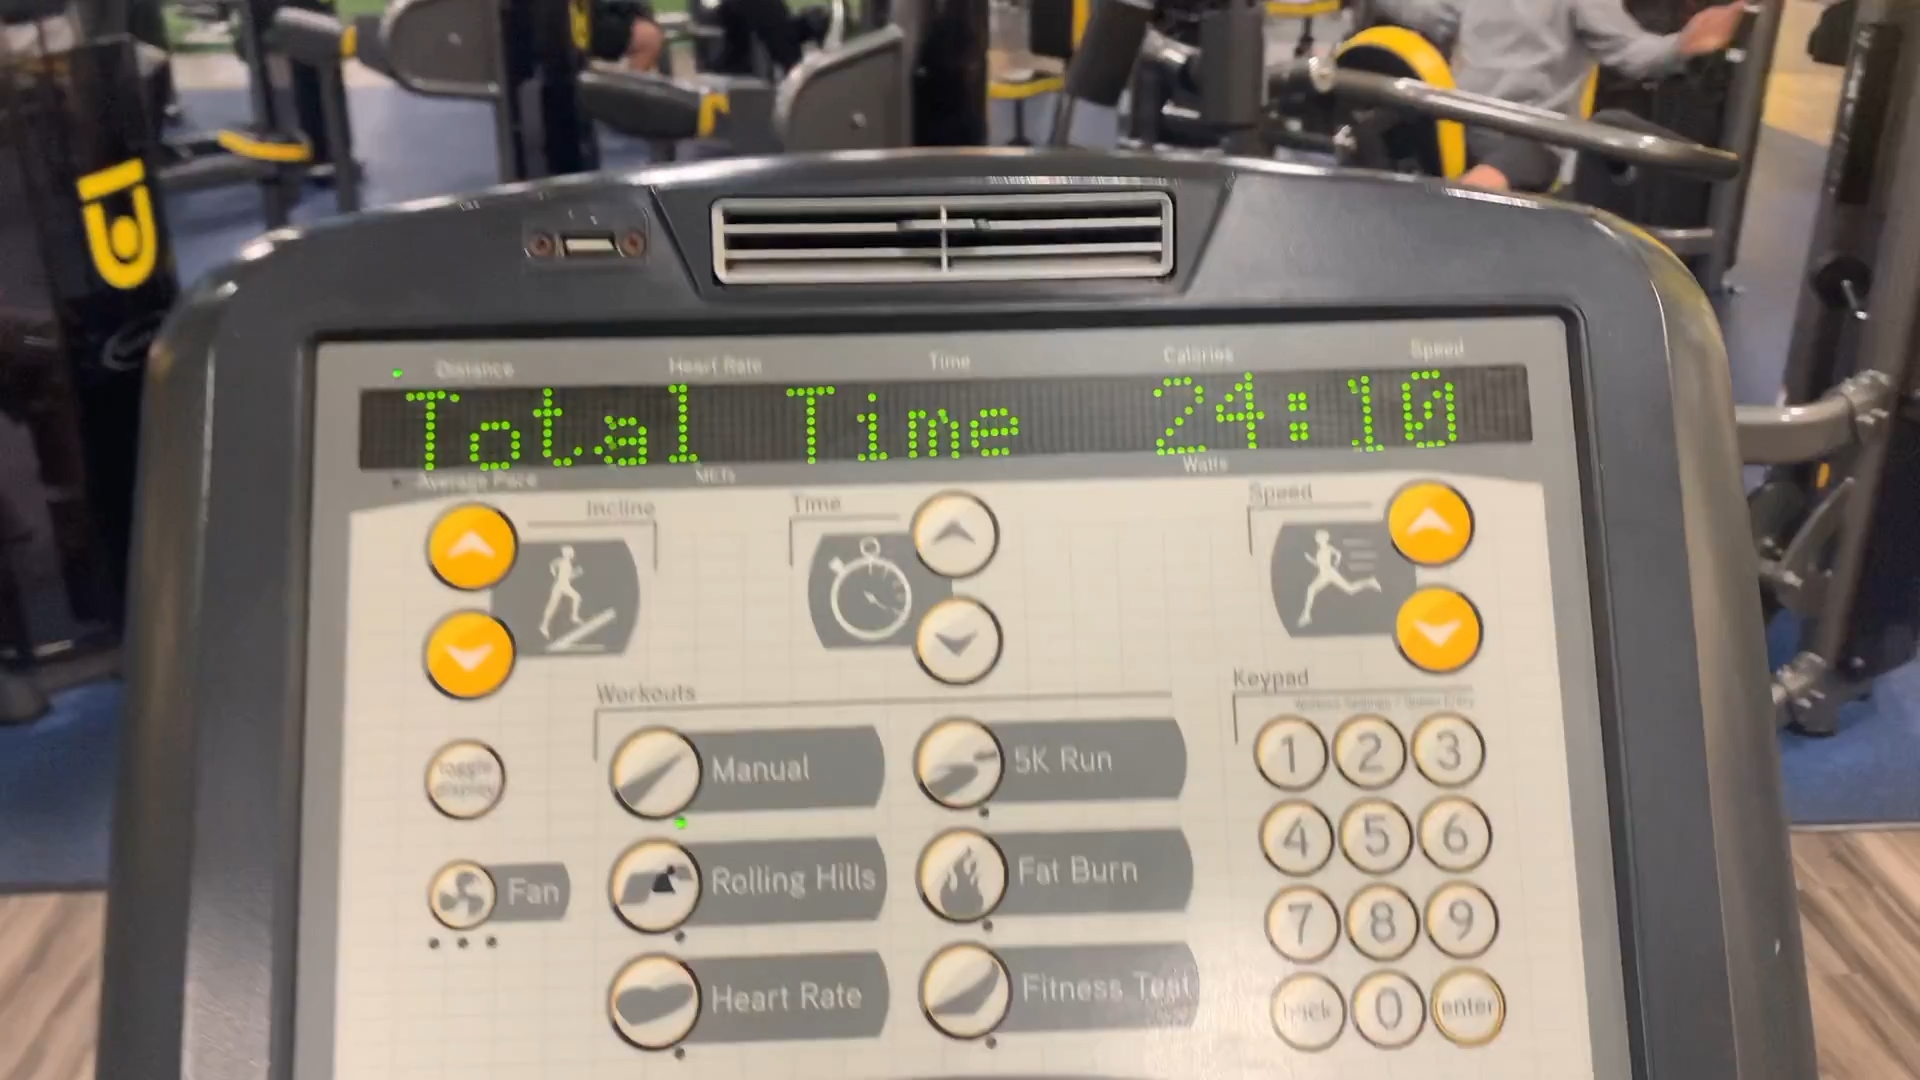 Distance Heart Rate Time Calories Speed
Total Time 24:10
Average Pace METs Watts
Incline Time Speed
Workouts
Keypad
Manual
5K Run
1 2 3
toggle display
Rolling Hills
Fat Burn
4 5 6
Fan
7 8 9
Heart Rate
Fitness Test
back 0 enter